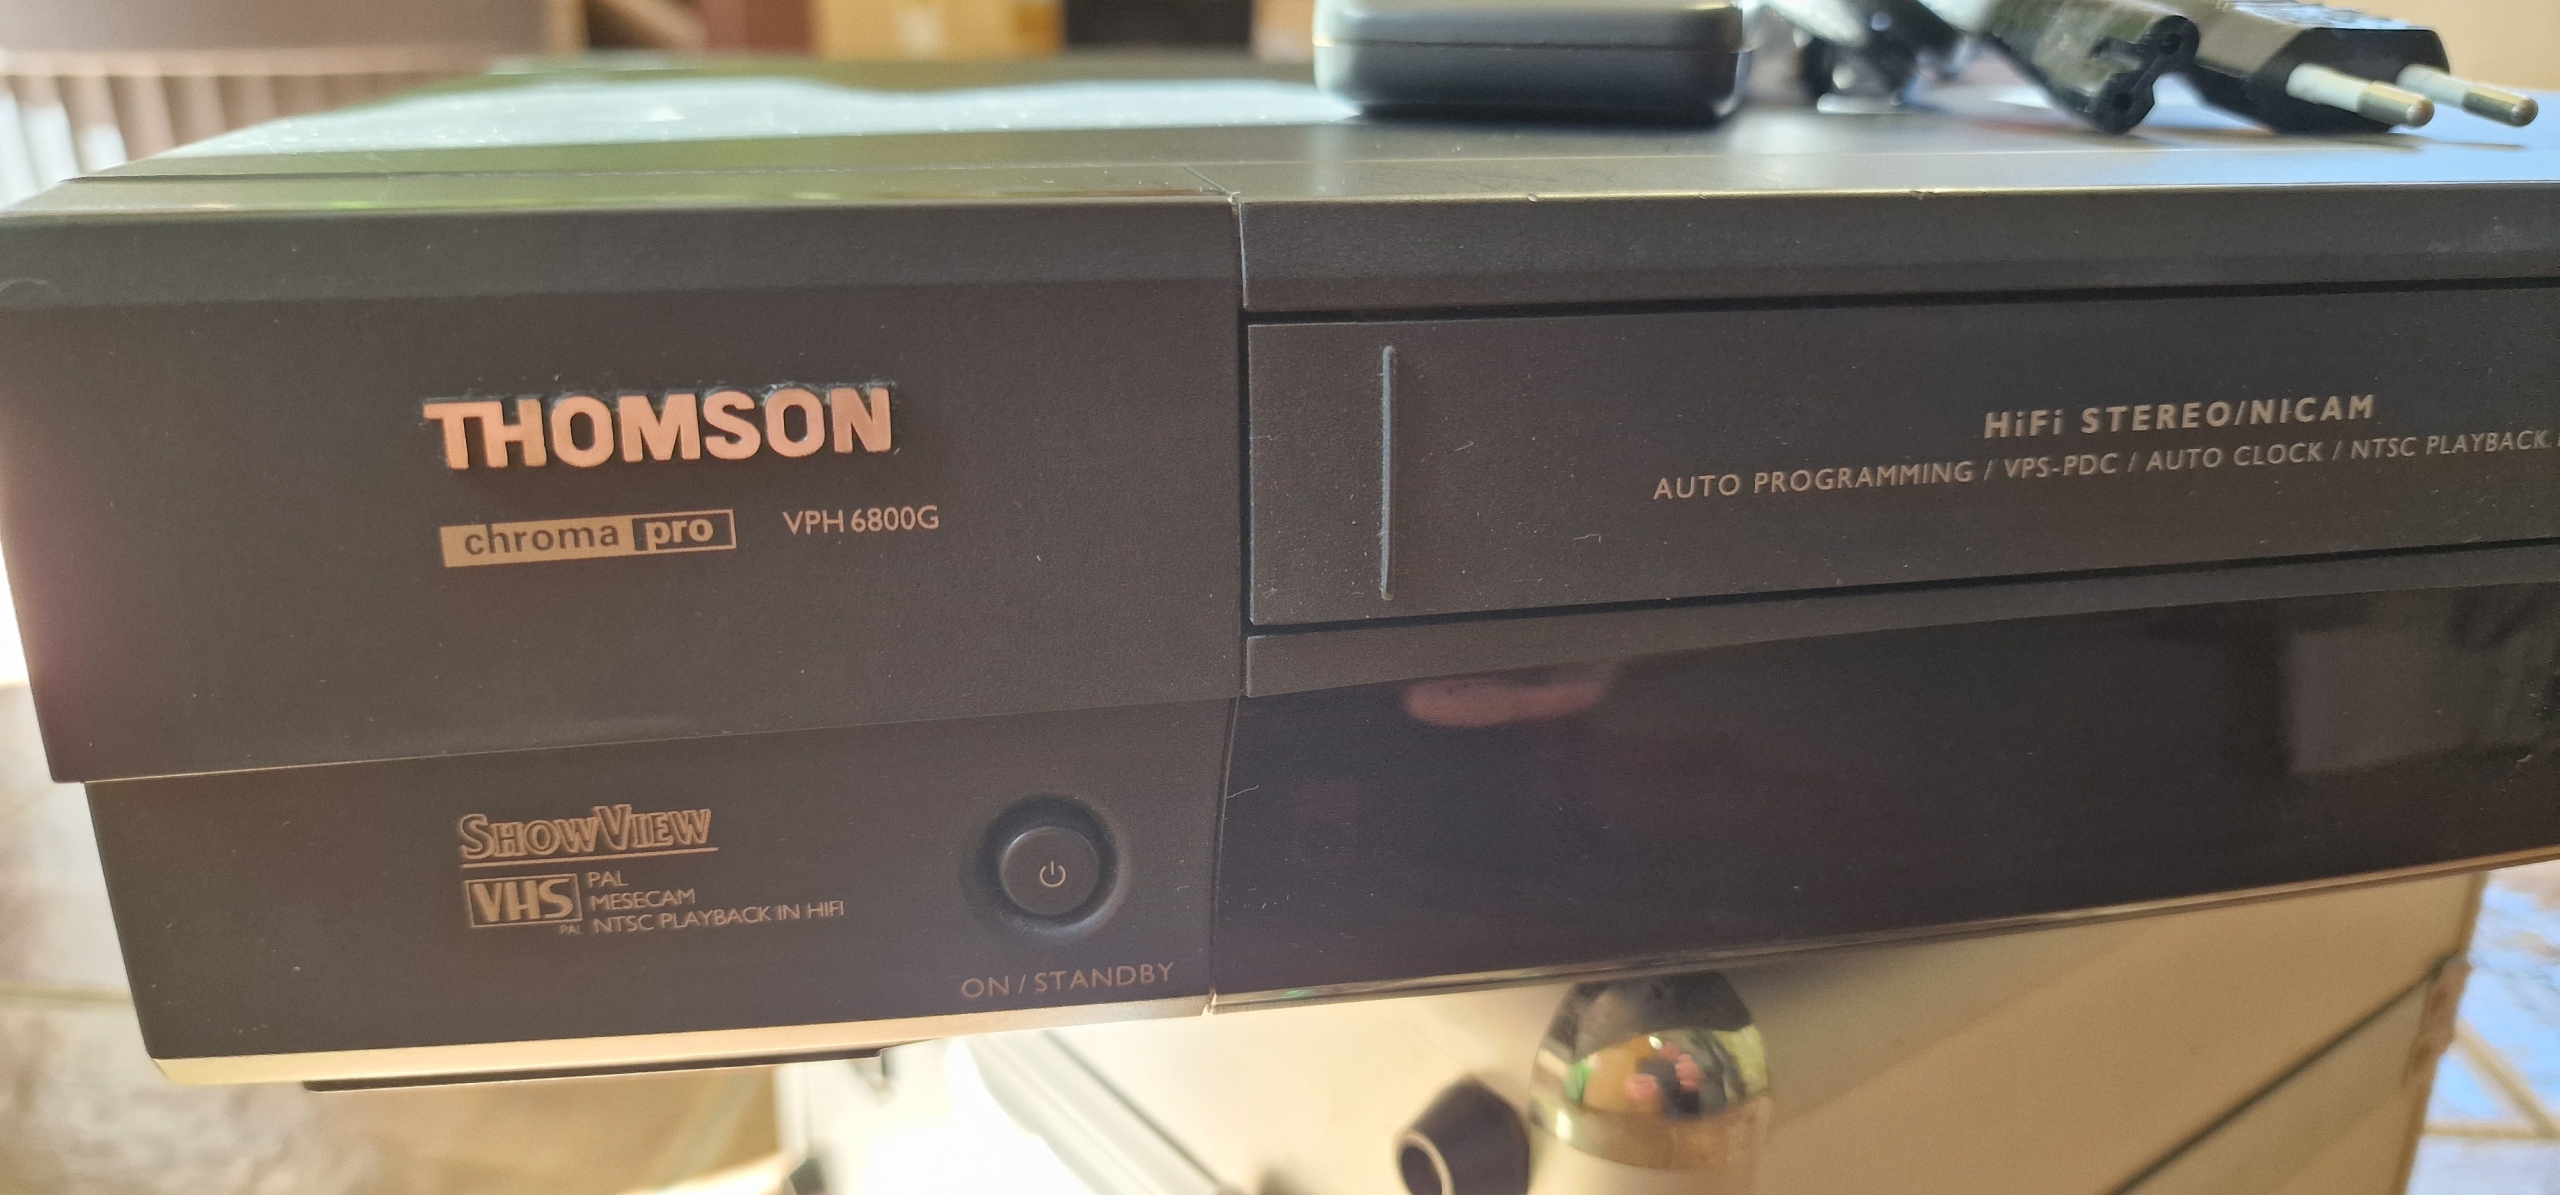 THOMSON
chroma pro VPH 6800G
HiFi STEREO/NICAM
AUTO PROGRAMMING / VPS-PDC / AUTO CLOCK / NTSC PLAYBACK
SHOWVIEW
VHS PAL
PAL
MESECAM
NTSC PLAYBACK IN HIFI
ON / STANDBY